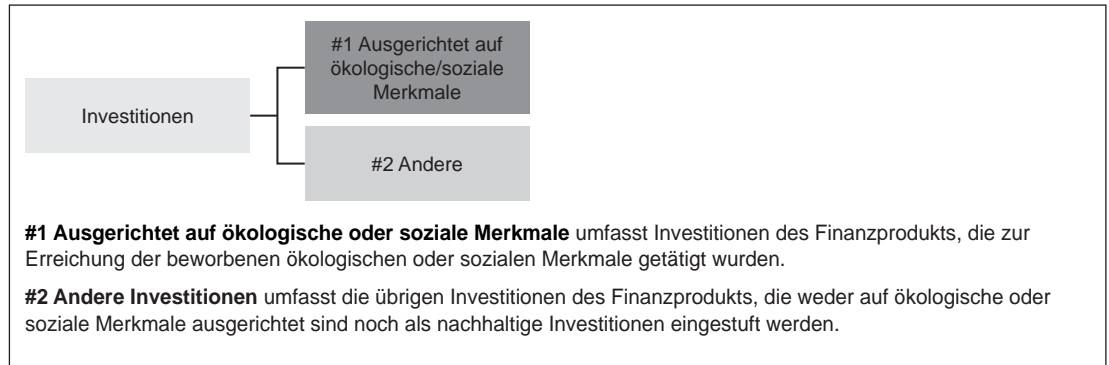 #1 Ausgerichtet auf
ökologische/soziale
Merkmale
Investitionen
#2 Andere
#1 Ausgerichtet auf ökologische oder soziale Merkmale umfasst Investitionen des Finanzprodukts, die zur
Erreichung der beworbenen ökologischen oder sozialen Merkmale getätigt wurden.
#2 Andere Investitionen umfasst die übrigen Investitionen des Finanzprodukts, die weder auf ökologische oder
soziale Merkmale ausgerichtet sind noch als nachhaltige Investitionen eingestuft werden.